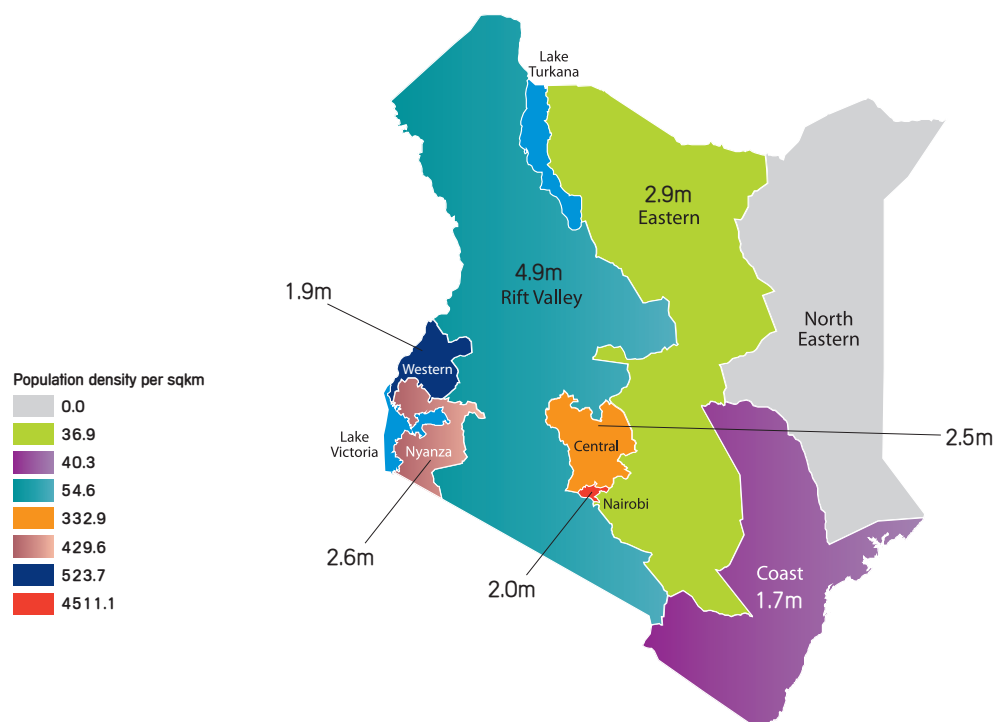 Lake
Turkana
2.9m
Eastern
4.9m
Rift Valley
1.9m
North
Eastern
Western
Population density per sqkm
0.0
36.9
40.3
54.6
332.9
429.6
523.7
4511.1
Lake
Victoria
Nyanza
Central
2.5m
Nairobi
2.6m
2.0m
Coast
1.7m